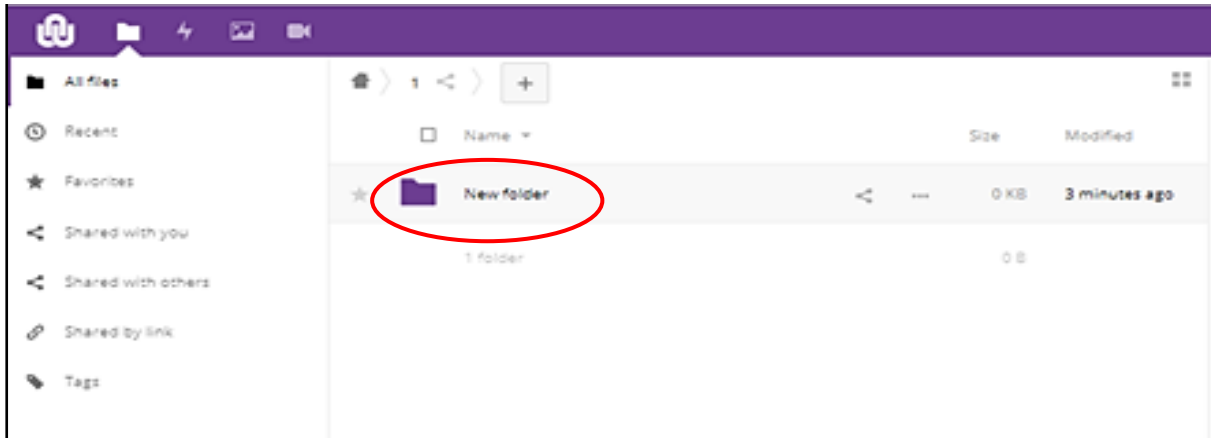 All files
Recent
Favorites
Shared with you
Shared with others
Shared by link
Tags
1 +
Name Size Modified
New folder ... 0 KB 3 minutes ago
1 folder 0 B